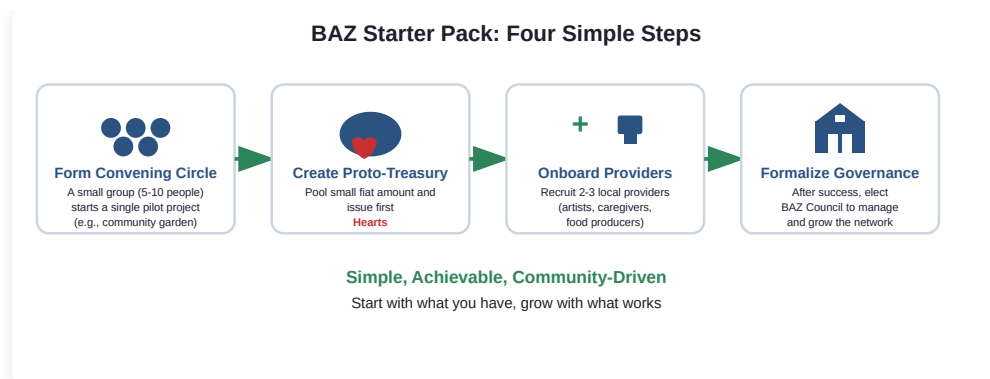 BAZ Starter Pack: Four Simple Steps
Form Convening Circle
A small group (5-10 people)
starts a single pilot project
(e.g., community garden)
Create Proto-Treasury
Pool small fiat amount and
issue first
Hearts
+
Onboard Providers
Recruit 2-3 local providers
(artists, caregivers,
food producers)
Formalize Governance
After success, elect
BAZ Council to manage
and grow the network
Simple, Achievable, Community-Driven
Start with what you have, grow with what works